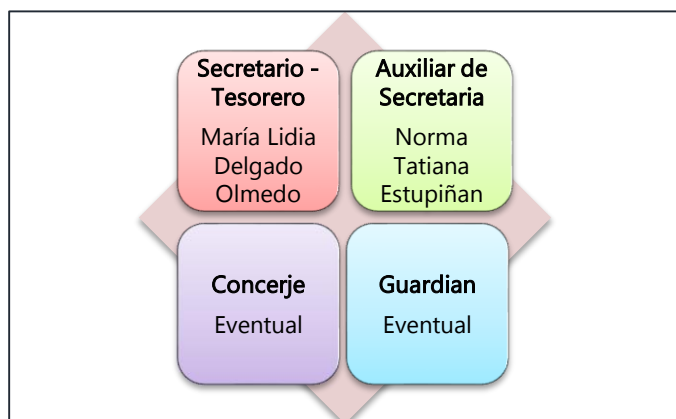 Secretario -
Tesorero
María Lidia
Delgado
Olmedo
Auxiliar de
Secretaria
Norma
Tatiana
Estupiñan
Concerje
Eventual
Guardian
Eventual